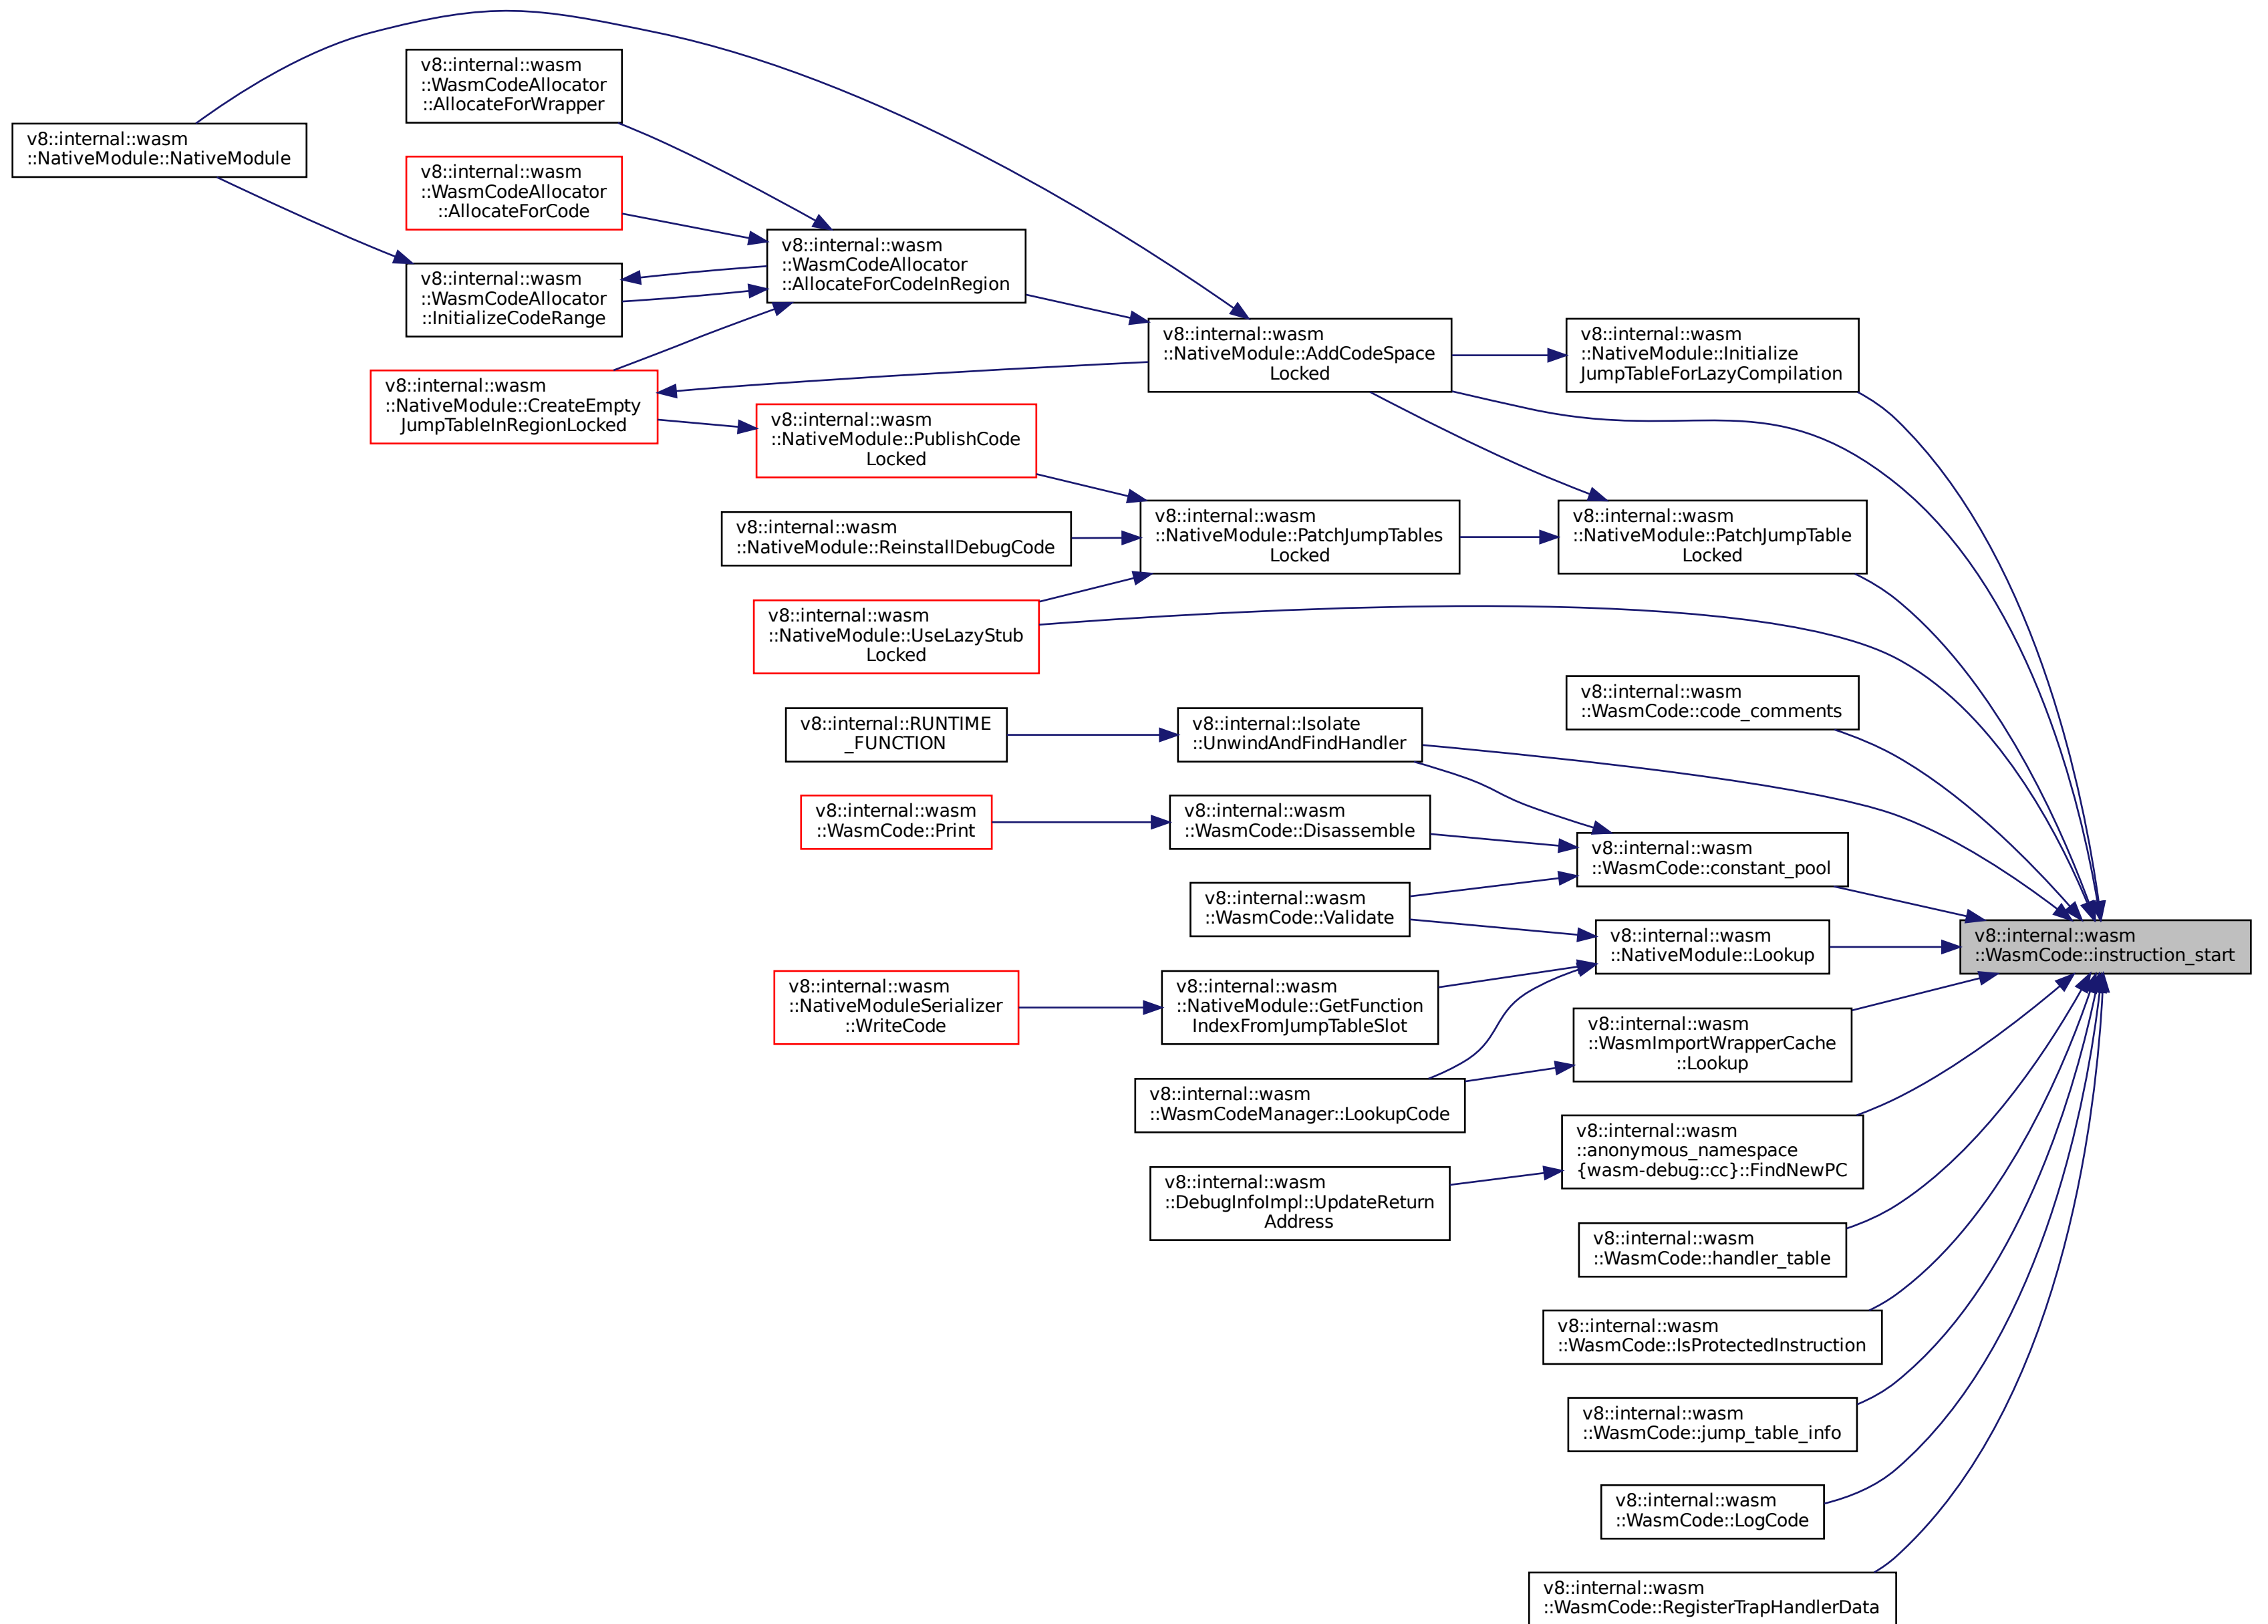 v8::internal::wasm
::NativeModule::NativeModule
v8::internal::wasm
::WasmCodeAllocator
::AllocateForWrapper
v8::internal::wasm
::WasmCodeAllocator
::AllocateForCode
v8::internal::wasm
::WasmCodeAllocator
::InitializeCodeRange
v8::internal::wasm
::NativeModule::CreateEmpty
JumpTableInRegionLocked
v8::internal::wasm
::WasmCodeAllocator
::AllocateForCodeInRegion
v8::internal::wasm
::NativeModule::PublishCode
Locked
v8::internal::wasm
::NativeModule::ReinstallDebugCode
v8::internal::wasm
::NativeModule::UseLazyStub
Locked
v8::internal::RUNTIME
_FUNCTION
v8::internal::wasm
::WasmCode::Print
v8::internal::wasm
::NativeModuleSerializer
::WriteCode
v8::internal::wasm
::NativeModule::AddCodeSpace
Locked
v8::internal::wasm
::NativeModule::PatchJumpTables
Locked
v8::internal::Isolate
::UnwindAndFindHandler
v8::internal::wasm
::WasmCode::Disassemble
v8::internal::wasm
::WasmCode::Validate
v8::internal::wasm
::NativeModule::GetFunction
IndexFromJumpTableSlot
v8::internal::wasm
::WasmCodeManager::LookupCode
v8::internal::wasm
::DebugInfoImpl::UpdateReturn
Address
v8::internal::wasm
::NativeModule::Initialize
JumpTableForLazyCompilation
v8::internal::wasm
::NativeModule::PatchJumpTable
Locked
v8::internal::wasm
::WasmCode::code_comments
v8::internal::wasm
::WasmCode::constant_pool
v8::internal::wasm
::NativeModule::Lookup
v8::internal::wasm
::WasmImportWrapperCache
::Lookup
v8::internal::wasm
::anonymous_namespace
{wasm-debug::cc}::FindNewPC
v8::internal::wasm
::WasmCode::handler_table
v8::internal::wasm
::WasmCode::IsProtectedInstruction
v8::internal::wasm
::WasmCode::jump_table_info
v8::internal::wasm
::WasmCode::LogCode
v8::internal::wasm
::WasmCode::RegisterTrapHandlerData
v8::internal::wasm
::WasmCode::instruction_start